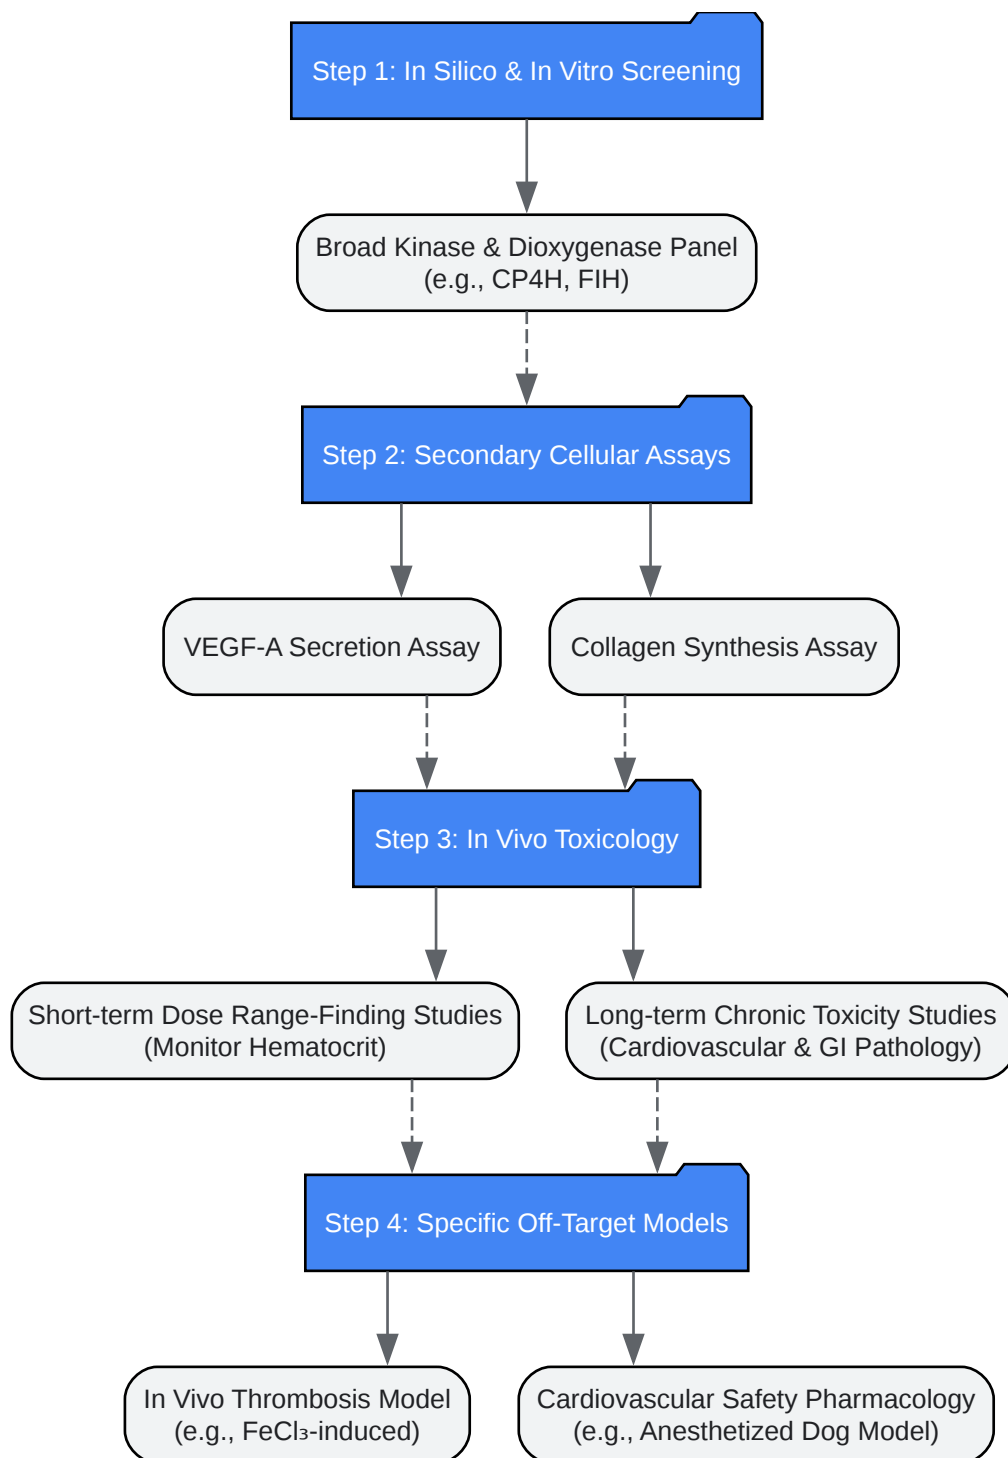 Step 1: In Silico & In Vitro Screening
Broad Kinase & Dioxygenase Panel
(e.g., CP4H, FIH)
Step 2: Secondary Cellular Assays
VEGF-A Secretion Assay
Collagen Synthesis Assay
Step 3: In Vivo Toxicology
Short-term Dose Range-Finding Studies
(Monitor Hematocrit)
Long-term Chronic Toxicity Studies
(Cardiovascular & GI Pathology)
Step 4: Specific Off-Target Models
In Vivo Thrombosis Model
(e.g., FeCl₃-induced)
Cardiovascular Safety Pharmacology
(e.g., Anesthetized Dog Model)